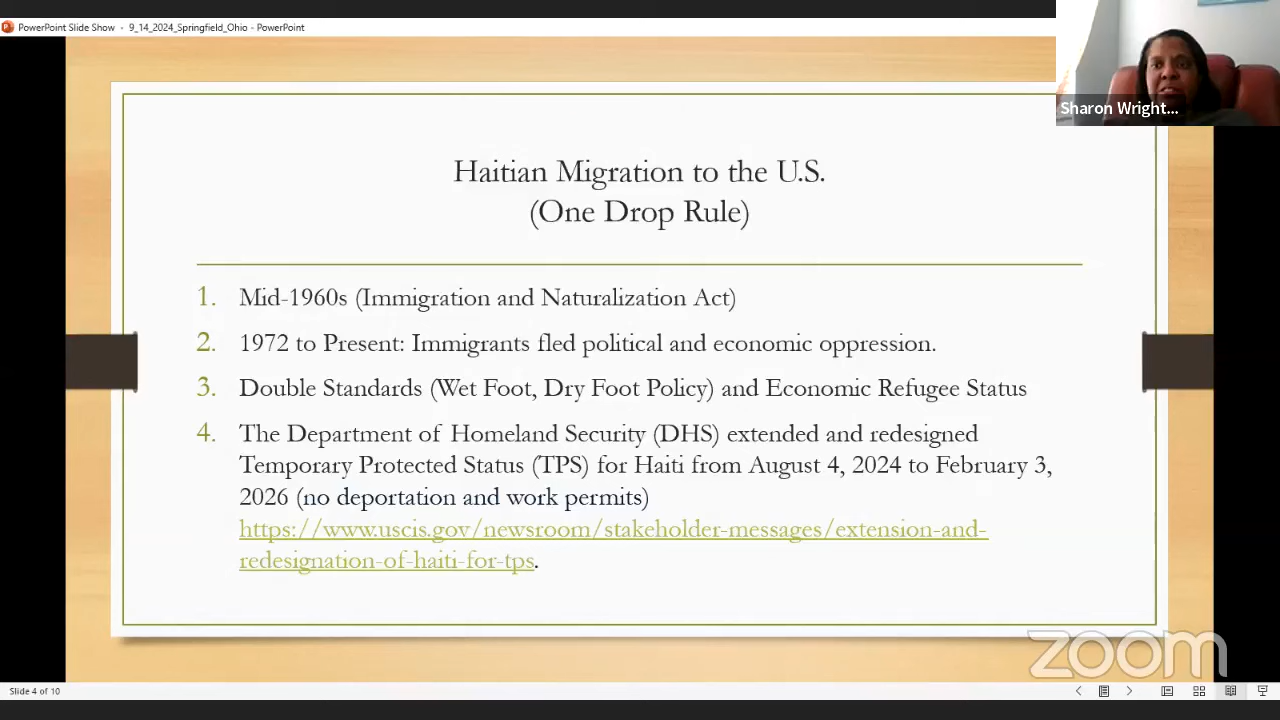 PowerPoint Slide Show - 9_14_2024_Springfield_Ohio - PowerPoint
Sharon Wright...
Haitian Migration to the U.S.
(One Drop Rule)
1. Mid-1960s (Immigration and Naturalization Act)
2. 1972 to Present: Immigrants fled political and economic oppression.
3. Double Standards (Wet Foot, Dry Foot Policy) and Economic Refugee Status
4. The Department of Homeland Security (DHS) extended and redesigned
Temporary Protected Status (TPS) for Haiti from August 4, 2024 to February 3,
2026 (no deportation and work permits)
https://www.uscis.gov/newsroom/stakeholder-messages/extension-and-
redesignation-of-haiti-for-tps.
zoom
Slide 4 of 10